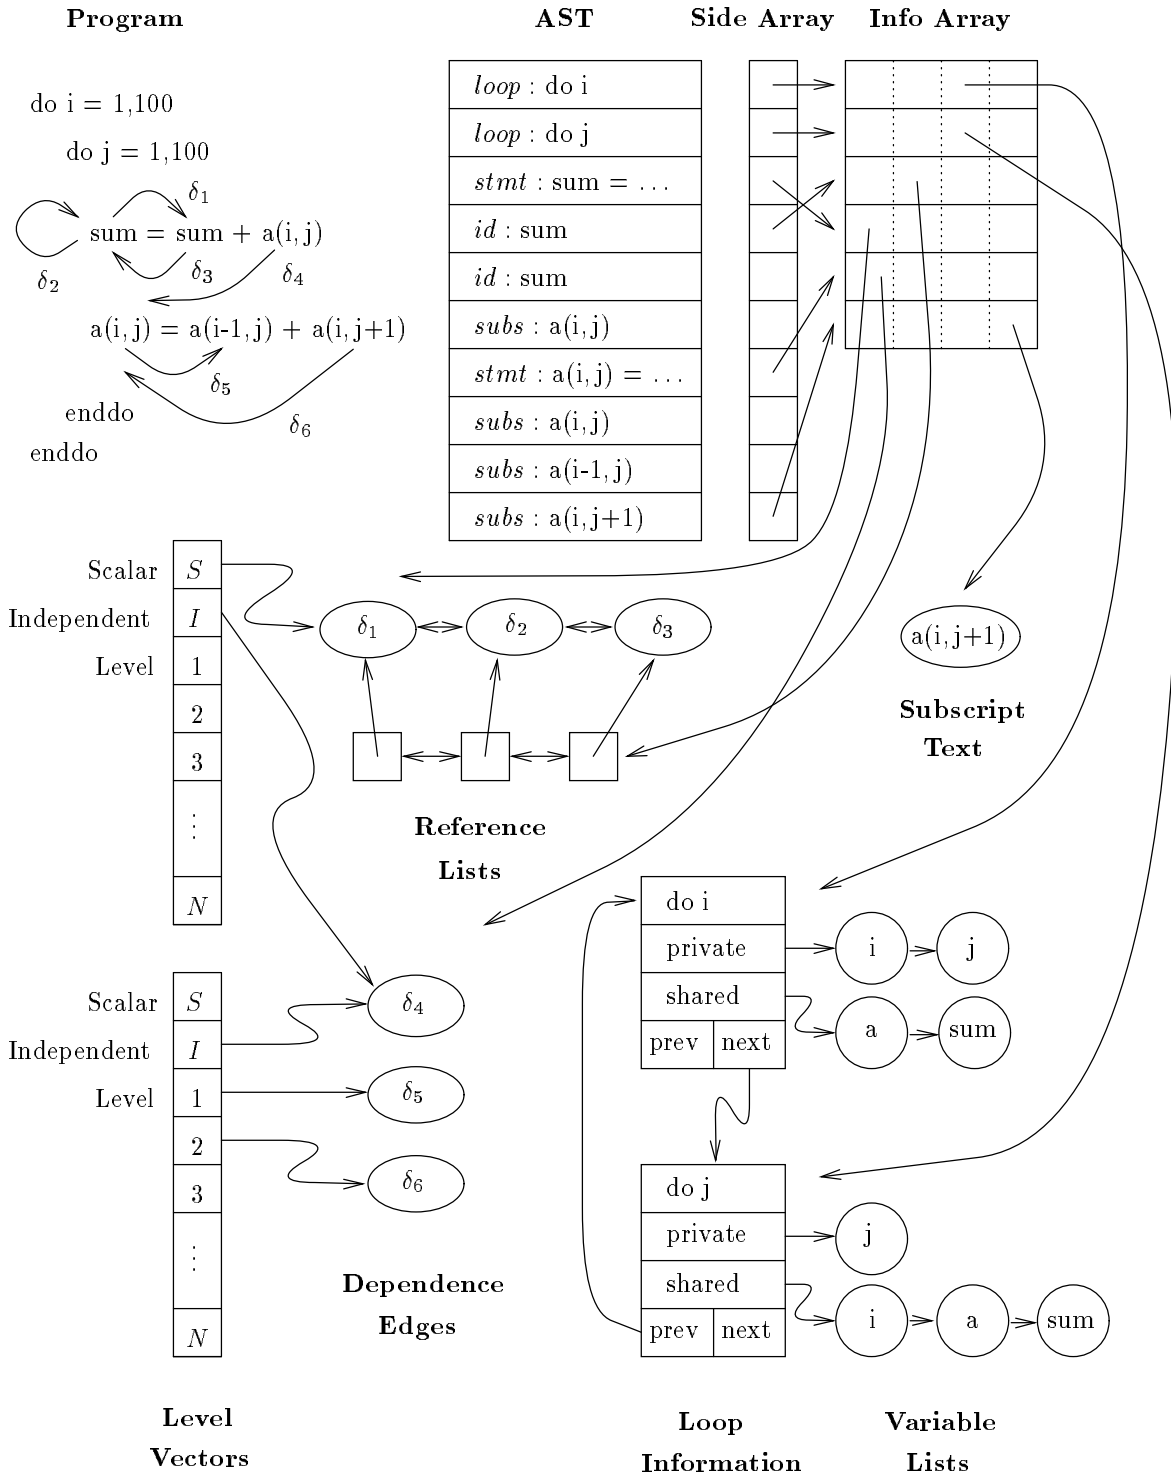 Program
AST
Side Array
Info Array
do i = 1,100
do j = 1,100
δ1
sum = sum + a(i,j)
δ2
δ3
δ4
a(i,j) = a(i-1,j) + a(i,j+1)
δ5
enddo
δ6
enddo
loop : do i
loop : do j
stmt : sum = . . .
id : sum
id : sum
subs : a(i,j)
stmt : a(i,j) = . . .
subs : a(i,j)
subs : a(i-1,j)
subs : a(i,j+1)
Scalar
S
Independent
I
Level
1
2
3
⋮
N
δ1
δ2
δ3
Reference
Lists
a(i,j+1)
Subscript
Text
Scalar
S
Independent
I
Level
1
2
3
⋮
N
δ4
δ5
δ6
Dependence
Edges
Level
Vectors
do i
private
i
j
shared
a
sum
prev
next
do j
private
j
shared
i
a
sum
prev
next
Loop
Information
Variable
Lists